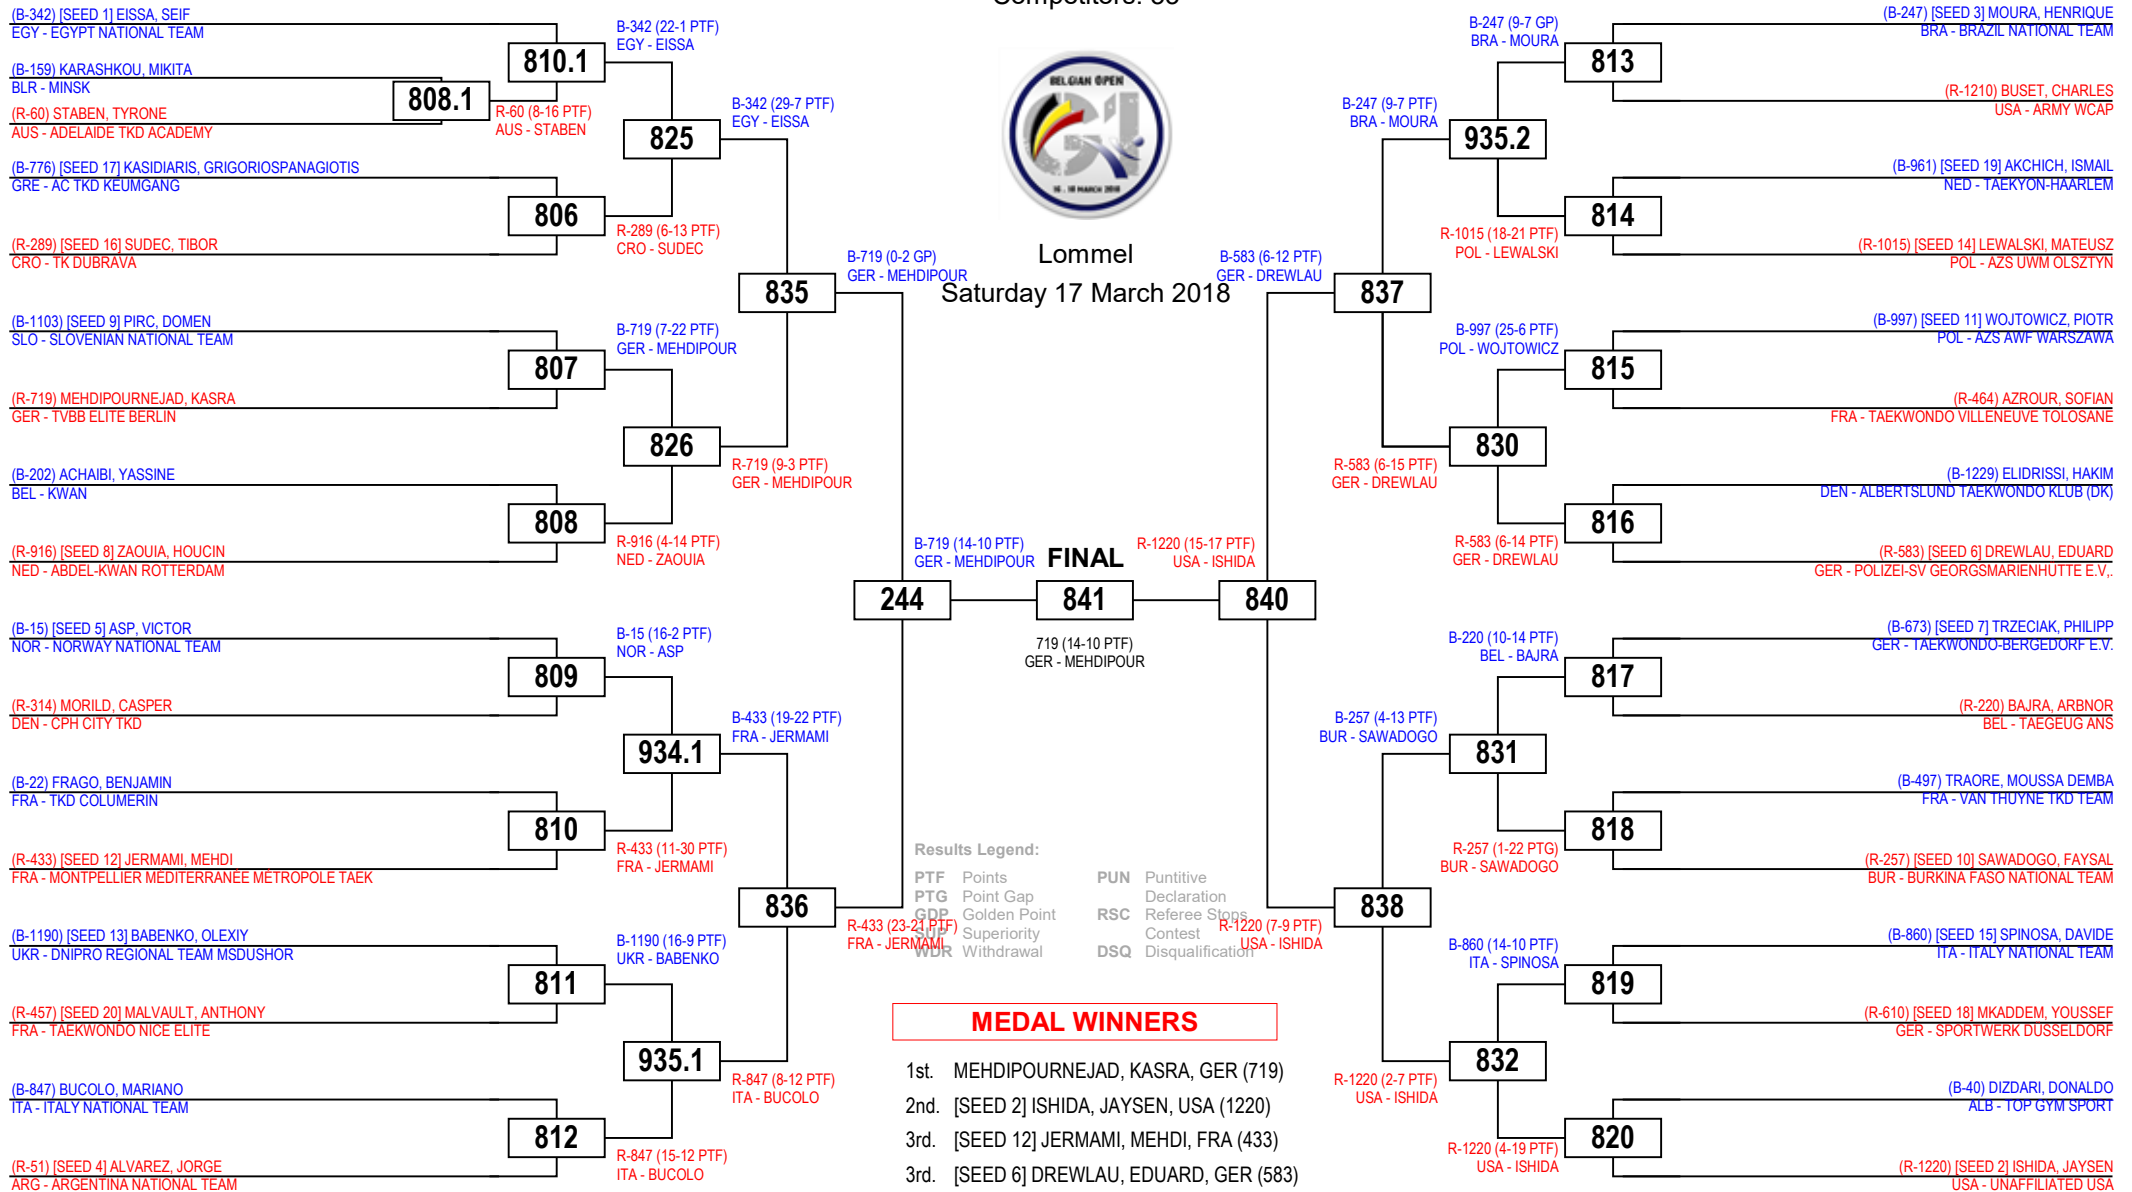 (B-342) [SEED 1] EISSA, SEIF
EGY - EGYPT NATIONAL TEAM
(B-159) KARASHKOU, MIKITA
BLR - MINSK
(R-60) STABEN, TYRONE
AUS - ADELAIDE TKD ACADEMY
(B-776) [SEED 17] KASIDIARIS, GRIGORIOSPANAGIOTIS
GRE - AC TKD KEUMGANG
(R-289) [SEED 16] SUDEC, TIBOR
CRO - TK DUBRAVA
(B-1103) [SEED 9] PIRC, DOMEN
SLO - SLOVENIAN NATIONAL TEAM
(R-719) MEHDIPOURNEJAD, KASRA
GER - TVBB ELITE BERLIN
(B-202) ACHAIBI, YASSINE
BEL - KWAN
(R-916) [SEED 8] ZAOUIA, HOUCIN
NED - ABDEL-KWAN ROTTERDAM
(B-15) [SEED 5] ASP, VICTOR
NOR - NORWAY NATIONAL TEAM
(R-314) MORILD, CASPER
DEN - CPH CITY TKD
(B-22) FRAGO, BENJAMIN
FRA - TKD COLUMERIN
(R-433) [SEED 12] JERMAMI, MEHDI
FRA - MONTPELLIER MÉDITERRANÉE MÉTROPOLE TAEK
(B-1190) [SEED 13] BABENKO, OLEXIY
UKR - DNIPRO REGIONAL TEAM MSDUSHOR
(R-457) [SEED 20] MALVAULT, ANTHONY
FRA - TAEKWONDO NICE ELITE
(B-847) BUCOLO, MARIANO
ITA - ITALY NATIONAL TEAM
(R-51) [SEED 4] ALVAREZ, JORGE
ARG - ARGENTINA NATIONAL TEAM
808.1
R-60 (8-16 PTF)
AUS - STABEN
810.1
806
807
808
809
810
811
812
B-342 (22-1 PTF)
EGY - EISSA
R-289 (6-13 PTF)
CRO - SUDEC
B-719 (7-22 PTF)
GER - MEHDIPOUR
R-916 (4-14 PTF)
NED - ZAOUIA
B-15 (16-2 PTF)
NOR - ASP
R-433 (11-30 PTF)
FRA - JERMAMI
B-1190 (16-9 PTF)
UKR - BABENKO
R-847 (15-12 PTF)
ITA - BUCOLO
825
826
934.1
935.1
B-342 (29-7 PTF)
EGY - EISSA
R-719 (9-3 PTF)
GER - MEHDIPOUR
B-433 (19-22 PTF)
FRA - JERMAMI
R-847 (8-12 PTF)
ITA - BUCOLO
835
836
B-719 (0-2 GP)
GER - MEHDIPOUR
R-433 (23-21 PTF)
FRA - JERMAMI
244
B-719 (14-10 PTF)
GER - MEHDIPOUR
BELGIAN OPEN
G1
16 - 18 MARCH 2018
Lommel
Saturday 17 March 2018
FINAL
841
719 (14-10 PTF)
GER - MEHDIPOUR
R-1220 (15-17 PTF)
USA - ISHIDA
840
B-583 (6-12 PTF)
GER - DREWLAU
R-1220 (7-9 PTF)
USA - ISHIDA
837
838
B-247 (9-7 PTF)
BRA - MOURA
R-583 (6-15 PTF)
GER - DREWLAU
B-257 (4-13 PTF)
BUR - SAWADOGO
R-1220 (2-7 PTF)
USA - ISHIDA
935.2
830
831
832
B-247 (9-7 GP)
BRA - MOURA
R-1015 (18-21 PTF)
POL - LEWALSKI
B-997 (25-6 PTF)
POL - WOJTOWICZ
R-583 (6-14 PTF)
GER - DREWLAU
B-220 (10-14 PTF)
BEL - BAJRA
R-257 (1-22 PTG)
BUR - SAWADOGO
B-860 (14-10 PTF)
ITA - SPINOSA
R-1220 (4-19 PTF)
USA - ISHIDA
813
814
815
816
817
818
819
820
(B-247) [SEED 3] MOURA, HENRIQUE
BRA - BRAZIL NATIONAL TEAM
(R-1210) BUSET, CHARLES
USA - ARMY WCAP
(B-961) [SEED 19] AKCHICH, ISMAIL
NED - TAEKYON-HAARLEM
(R-1015) [SEED 14] LEWALSKI, MATEUSZ
POL - AZS UWM OLSZTYN
(B-997) [SEED 11] WOJTOWICZ, PIOTR
POL - AZS AWF WARSZAWA
(R-464) AZROUR, SOFIAN
FRA - TAEKWONDO VILLENEUVE TOLOSANE
(B-1229) ELIDRISSI, HAKIM
DEN - ALBERTSLUND TAEKWONDO KLUB (DK)
(R-583) [SEED 6] DREWLAU, EDUARD
GER - POLIZEI-SV GEORGSMARIENHÜTTE E.V,.
(B-673) [SEED 7] TRZECIAK, PHILIPP
GER - TAEKWONDO-BERGEDORF E.V.
(R-220) BAJRA, ARBNOR
BEL - TAEGEUG ANS
(B-497) TRAORE, MOUSSA DEMBA
FRA - VAN THUYNE TKD TEAM
(R-257) [SEED 10] SAWADOGO, FAYSAL
BUR - BURKINA FASO NATIONAL TEAM
(B-860) [SEED 15] SPINOSA, DAVIDE
ITA - ITALY NATIONAL TEAM
(R-610) [SEED 18] MKADDEM, YOUSSEF
GER - SPORTWERK DÜSSELDORF
(B-40) DIZDARI, DONALDO
ALB - TOP GYM SPORT
(R-1220) [SEED 2] ISHIDA, JAYSEN
USA - UNAFFILIATED USA
Results Legend:
PTF Points
PTG Point Gap
GDP Golden Point
SUP Superiority
WDR Withdrawal
PUN Puntitive Declaration
RSC Referee Stops Contest
DSQ Disqualification
MEDAL WINNERS
1st. MEHDIPOURNEJAD, KASRA, GER (719)
2nd. [SEED 2] ISHIDA, JAYSEN, USA (1220)
3rd. [SEED 12] JERMAMI, MEHDI, FRA (433)
3rd. [SEED 6] DREWLAU, EDUARD, GER (583)